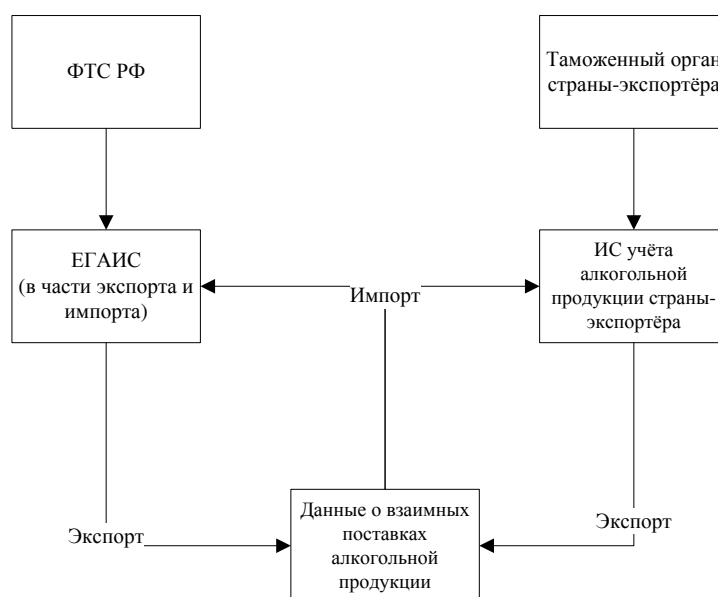 ФТС РФ
Таможенный орган
страны-экспортёра
ЕГАИС
(в части экспорта и
импорта)
ИС учёта
алкогольной
продукции страны-
экспортёра
Импорт
Данные о взаимных
поставках
алкогольной
продукции
Экспорт
Экспорт